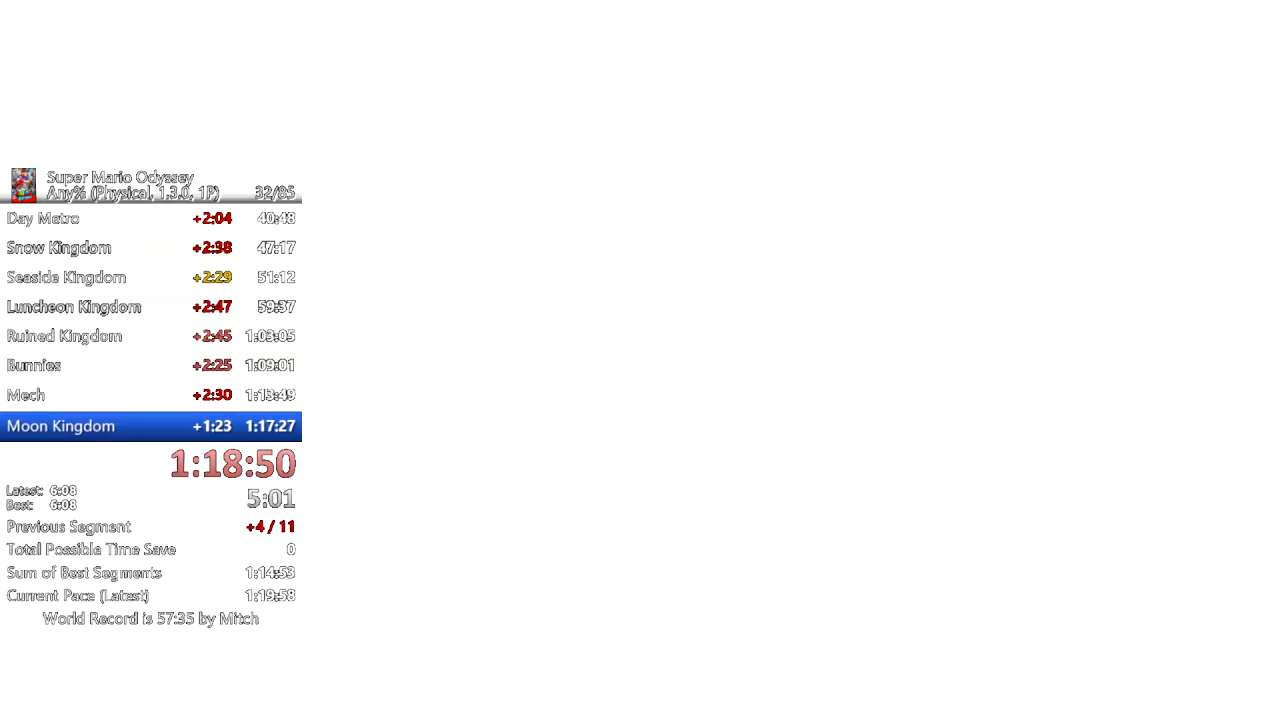 Super Mario Odyssey
Any% (Physical, 1.3.0, 1P) 32/85
Day Metro +2:04 40:48
Snow Kingdom +2:38 47:17
Seaside Kingdom +2:29 51:12
Luncheon Kingdom +2:47 59:37
Ruined Kingdom +2:45 1:03:05
Bunnies +2:25 1:09:01
Mech +2:30 1:13:49
Moon Kingdom +1:23 1:17:27
1:18:50
Latest: 6:08
Best: 6:08
5:01
Previous Segment +4 / 11
Total Possible Time Save 0
Sum of Best Segments 1:14:53
Current Pace (Latest) 1:19:58
World Record is 57:35 by Mitch